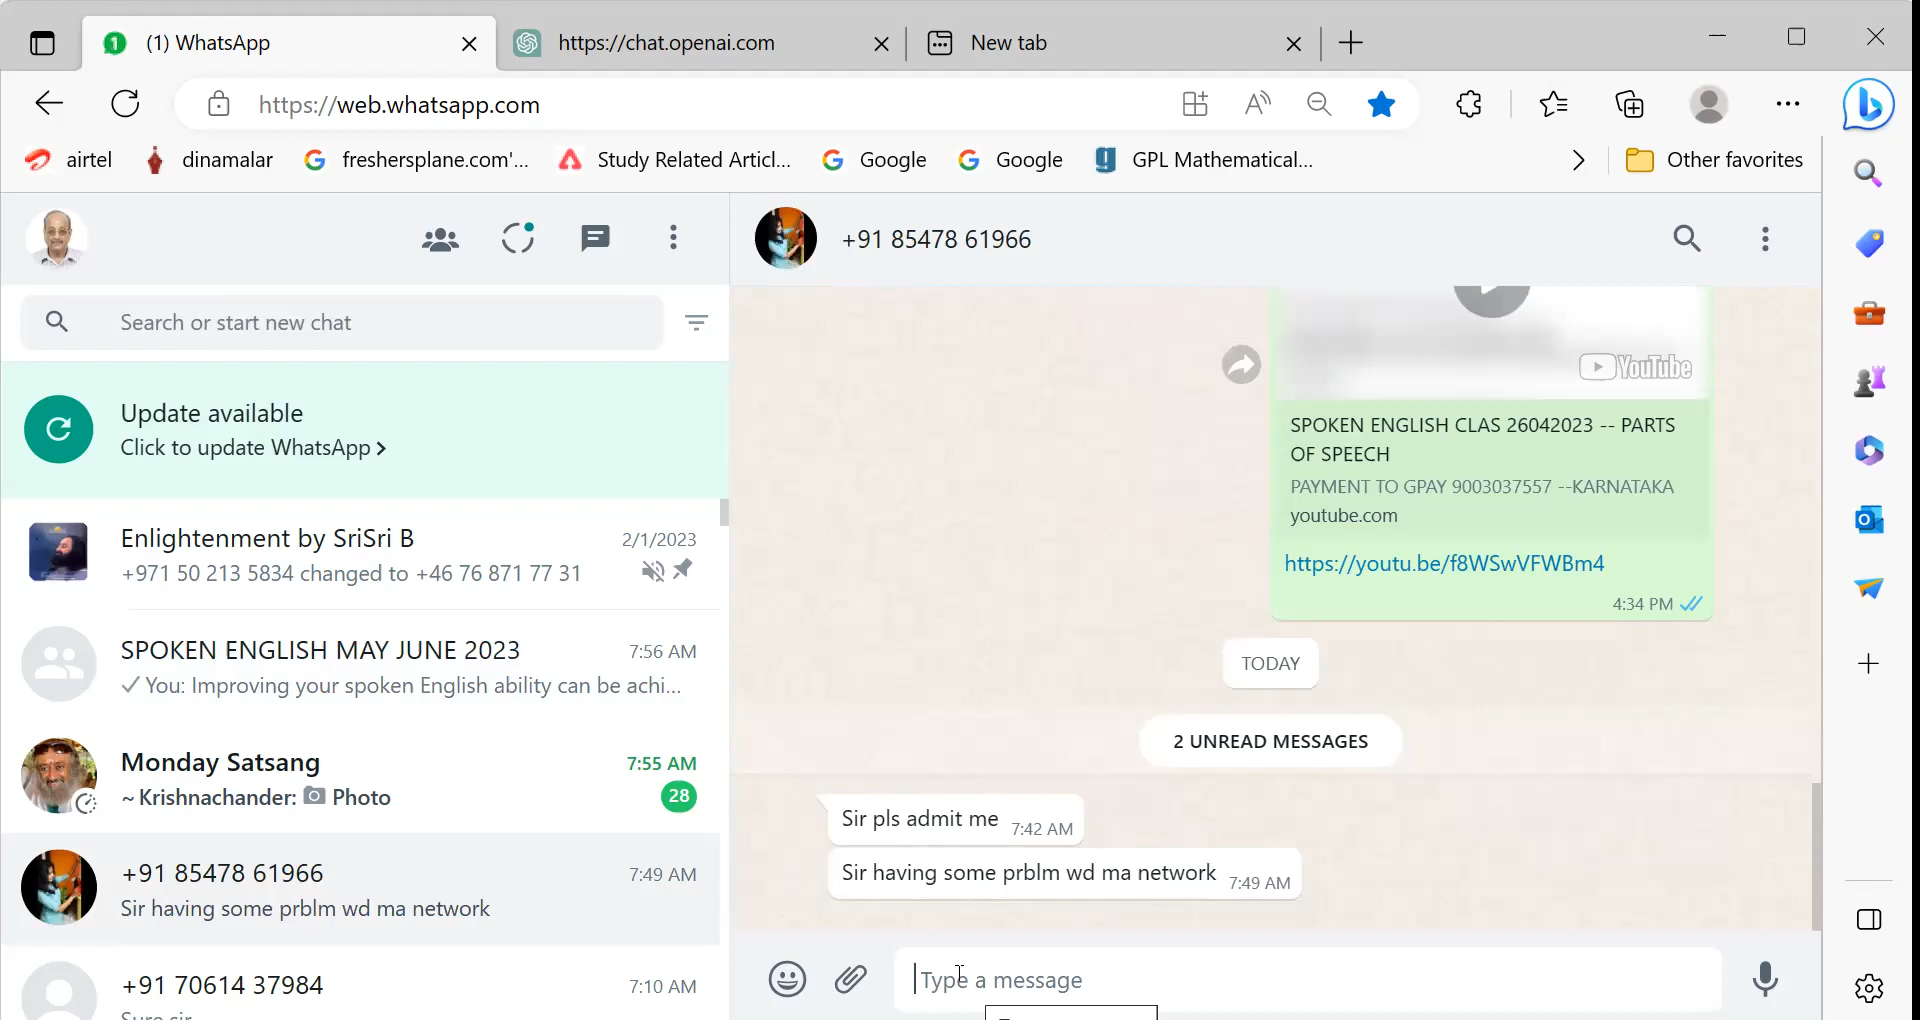 (1) WhatsApp
https://chat.openai.com
New tab
https://web.whatsapp.com
airtel
dinamalar
freshersplane.com'...
Study Related Articl...
Google
Google
GPL Mathematical...
Other favorites
Search or start new chat
Update available
Click to update WhatsApp
Enlightenment by SriSri B
2/1/2023
+971 50 213 5834 changed to +46 76 871 77 31
SPOKEN ENGLISH MAY JUNE 2023
7:56 AM
You: Improving your spoken English ability can be achi...
Monday Satsang
7:55 AM
~ Krishnachander: Photo
28
+91 85478 61966
7:49 AM
Sir having some prblm wd ma network
+91 70614 37984
7:10 AM
Sure sir
+91 85478 61966
YouTube
SPOKEN ENGLISH CLAS 26042023 -- PARTS
OF SPEECH
PAYMENT TO GPAY 9003037557 --KARNATAKA
youtube.com
https://youtu.be/f8WSwVFWBm4
4:34 PM
TODAY
2 UNREAD MESSAGES
Sir pls admit me
7:42 AM
Sir having some prblm wd ma network
7:49 AM
Type a message